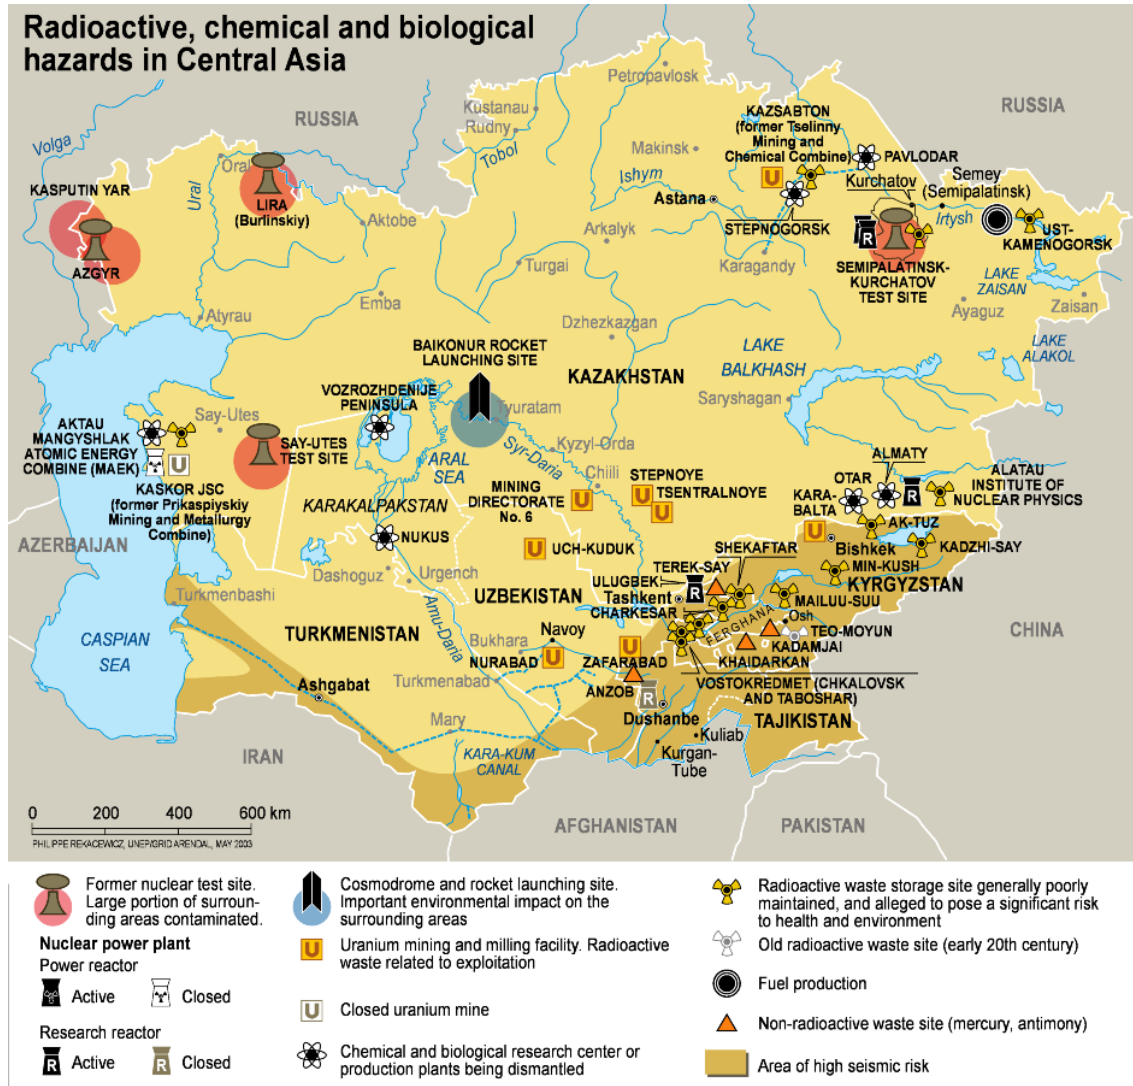 Radioactive, chemical and biological
hazards in Central Asia
Petropavlosk
RUSSIA
Kustanau
Rudny
Tobol
KAZSABTON
(former Tselinny
Mining and
Chemical Combine)
RUSSIA
Volga
Makinsk
PAVLODAR
Oral
Ural
KASPUTIN YAR
LIRA
(Burlinskiy)
Ishym
Kurchatov
Semey
(Semipalatinsk)
Astana
Aktobe
STEPNOGORSK
Irtysh
UST-
KAMENOGORSK
Arkalyk
AZGYR
Turgai
Karagandy
SEMIPALATINSK-
KURCHATOV
TEST SITE
LAKE
ZAISAN
Emba
Atyrau
Ayaguz
Zaisan
Dzhezkazgan
BAIKONUR ROCKET
LAUNCHING SITE
LAKE
BALKHASH
LAKE
ALAKOL
KAZAKHSTAN
VOZROZHDENIJE
PENINSULA
Tyuratam
Saryshagan
Say-Utes
AKTAU
MANGYSHLAK
ATOMIC ENERGY
COMBINE (MAEK)
SAY-UTES
TEST SITE
Syr-Daria
Kyzyl-Orda
ARAL
SEA
Chiili
STEPNOYE
TSENTRALNOYE
ALMATY
OTAR
ALATAU
INSTITUTE OF
NUCLEAR PHYSICS
KASKOR JSC
(former Prikaspiyskiy
Mining and Metallurgy
Combine)
MINING
DIRECTORATE
No. 6
KARA-
BALTA
KARAKALPAKSTAN
AK-TUZ
AZERBAIJAN
NUKUS
UCH-KUDUK
SHEKAFTAR
Bishkek
KADZHI-SAY
TEREK-SAY
MIN-KUSH
Dashoguz
Urgench
ULUGBEK
Tashkent
KYRGYZSTAN
Turkmenbashi
UZBEKISTAN
CHARKESAR
MAILUU-SUU
Osh
Amu-Daria
FERGHANA
CASPIAN
SEA
TURKMENISTAN
Bukhara
Navoy
TEO-MOYUN
KADAMJAI
CHINA
NURABAD
ZAFARABAD
KHAIDARKAN
Turkmenabad
ANZOB
VOSTOKREDMET (CHKALOVSK
AND TABOSHAR)
Ashgabat
Dushanbe
TAJIKISTAN
Mary
Kuliab
Kurgan-
Tube
IRAN
KARA-KUM
CANAL
AFGHANISTAN
PAKISTAN
0 200 400 600 km
PHILIPPE REKACEWICZ, UNEP/GRID ARENDAL, MAY 2003
U
U
U
U
U
U
U
U
U
R
R
R
R
Former nuclear test site.
Large portion of surroun-
ding areas contaminated.
Nuclear power plant
Power reactor
Active
Closed
Research reactor
R
Active
R
Closed
Cosmodrome and rocket launching site.
Important environmental impact on the
surrounding areas
U
Uranium mining and milling facility. Radioactive
waste related to exploitation
U
Closed uranium mine
Chemical and biological research center or
production plants being dismantled
Radioactive waste storage site generally poorly
maintained, and alleged to pose a significant risk
to health and environment
Old radioactive waste site (early 20th century)
Fuel production
Non-radioactive waste site (mercury, antimony)
Area of high seismic risk